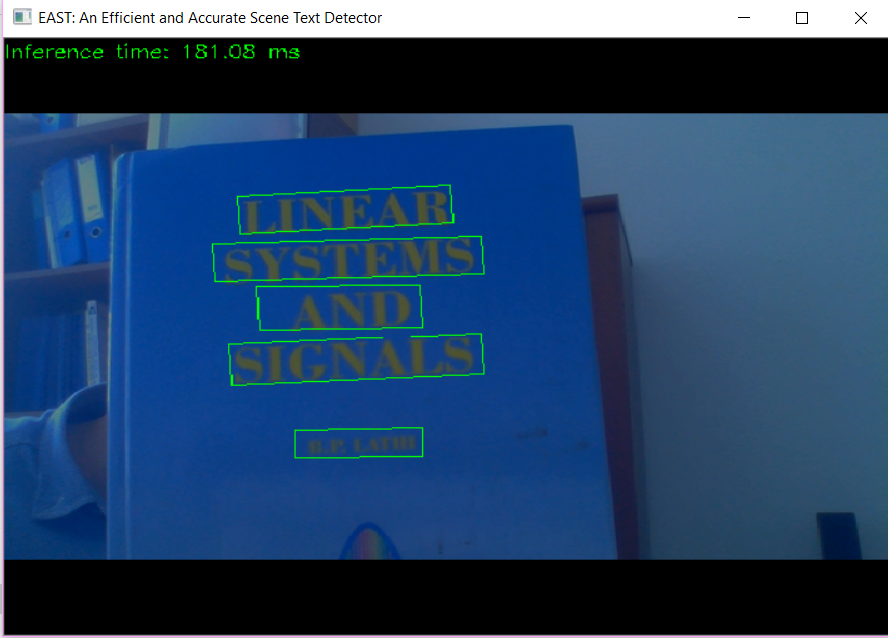 EAST: An Efficient and Accurate Scene Text Detector
Inference time: 181.08 ms
LINEAR
SYSTEMS
AND
SIGNALS
B.P. LATHI